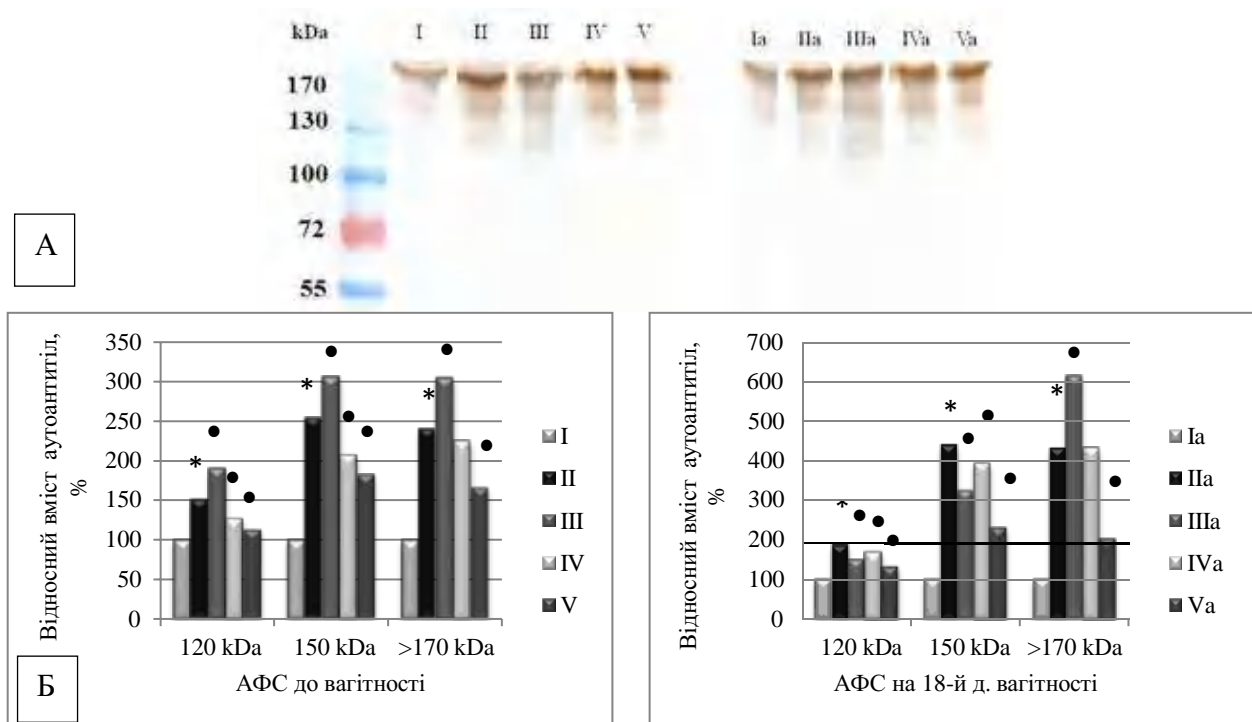 kDa I II III IV V Ia IIa IIIa IVa Va
170
130
100
72
55
А
Відносний вміст аутоантитіл, %
350
300
250
200
150
100
50
0
120 kDa 150 kDa >170 kDa
АФС до вагітності
* • • •
* • • •
* • •
I
II
III
IV
V
Б
Відносний вміст аутоантитіл, %
700
600
500
400
300
200
100
0
120 kDa 150 kDa >170 kDa
АФС на 18-й д. вагітності
* • • •
* • • •
* • •
Ia
IIa
IIIa
IVa
Va